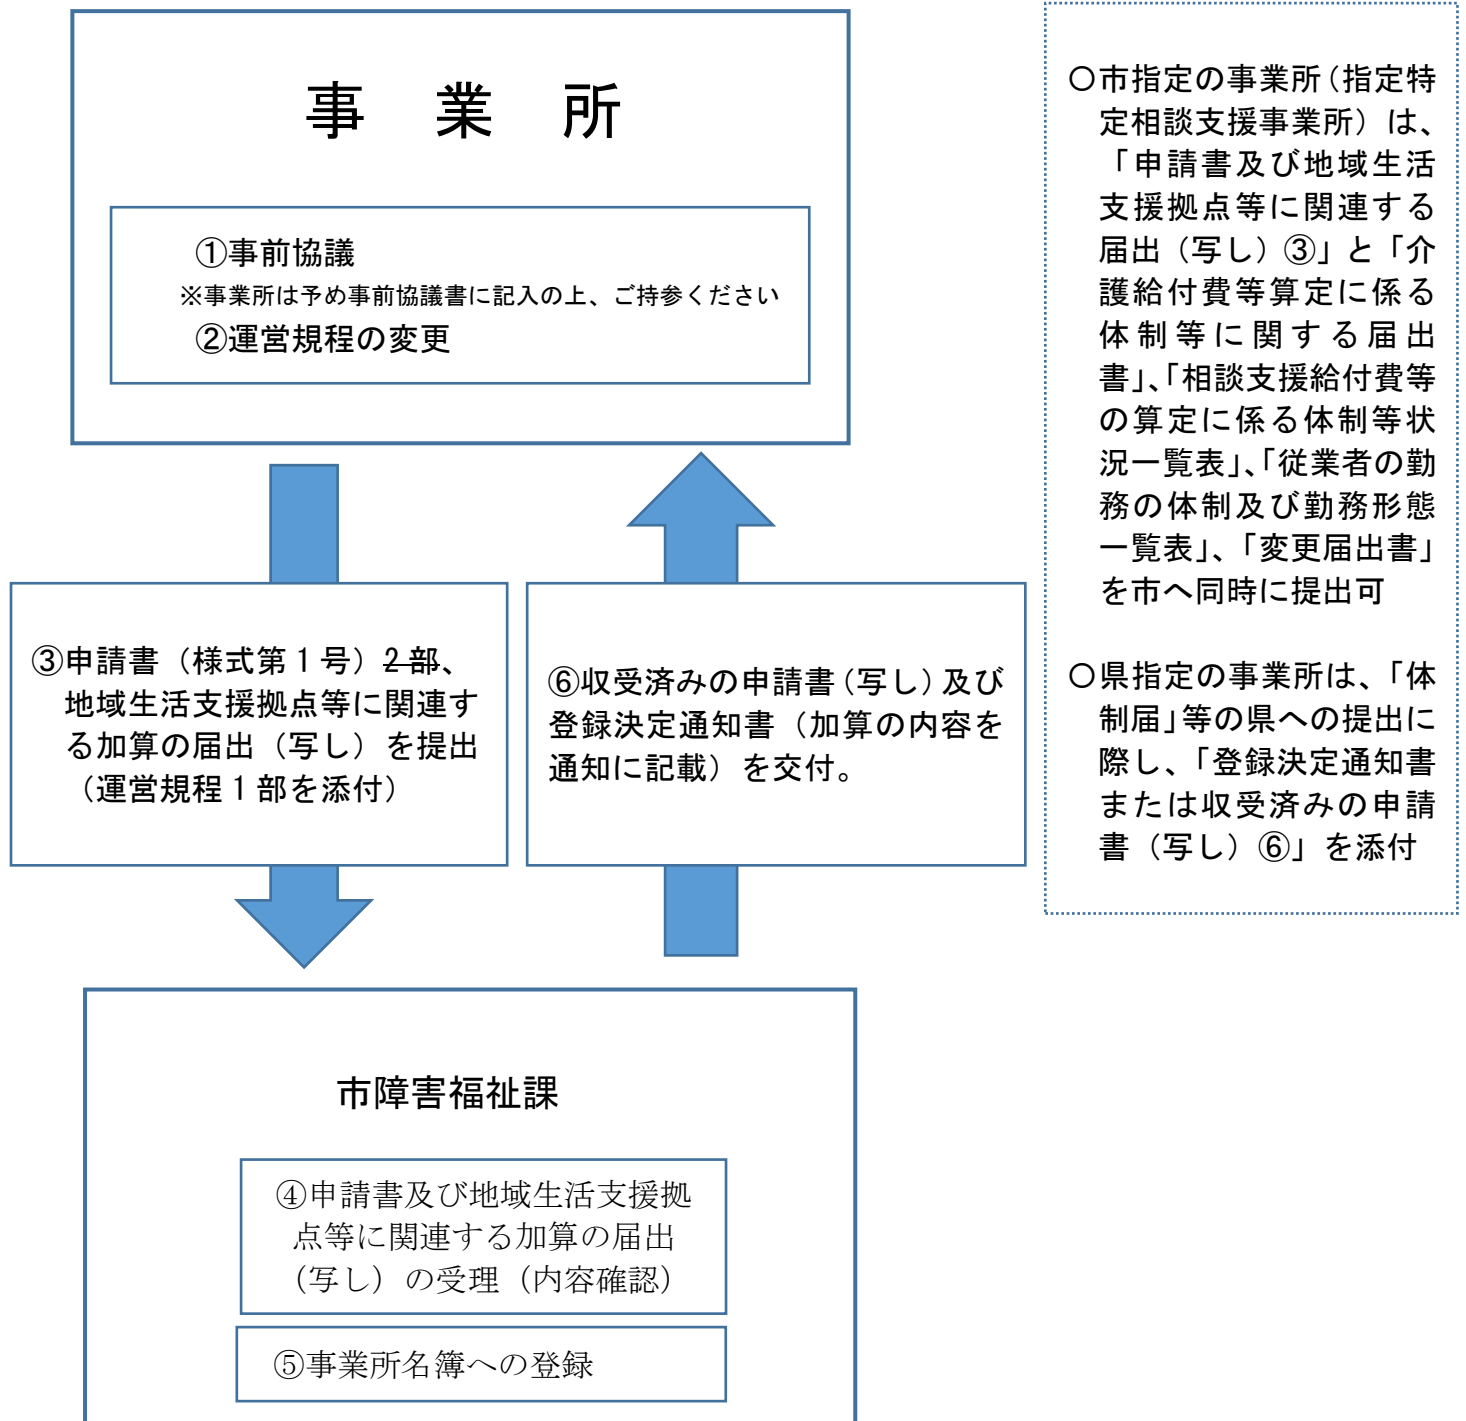 事　業　所
①事前協議
※事業所は予め事前協議書に記入の上、ご持参ください
②運営規程の変更
③申請書（様式第１号）２部、
地域生活支援拠点等に関連す
る加算の届出（写し）を提出
（運営規程１部を添付）
⑥収受済みの申請書（写し）及び
登録決定通知書（加算の内容を
通知に記載）を交付。
市障害福祉課
④申請書及び地域生活支援拠
点等に関連する加算の届出
（写し）の受理（内容確認）
⑤事業所名簿への登録
〇市指定の事業所（指定特
定相談支援事業所）は、
「申請書及び地域生活
支援拠点等に関連する
届出（写し）③」と「介
護給付費等算定に係る
体制等に関する届出
書」、「相談支援給付費等
の算定に係る体制等状
況一覧表」、「従業者の勤
務の体制及び勤務形態
一覧表」、「変更届出書」
を市へ同時に提出可
〇県指定の事業所は、「体
制届」等の県への提出に
際し、「登録決定通知書
または収受済みの申請
書（写し）⑥」を添付